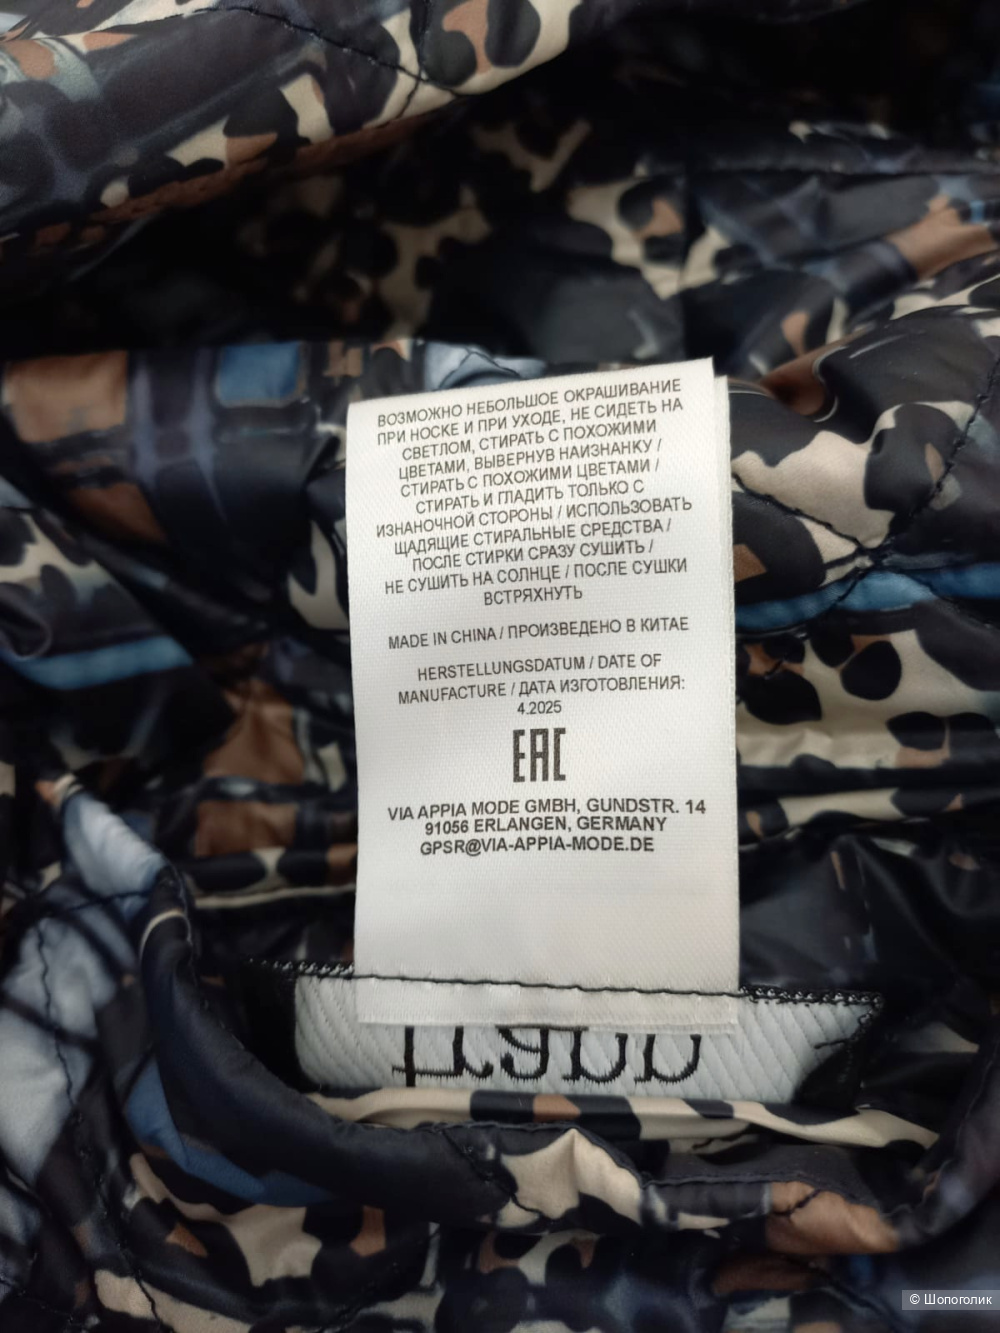 ВОЗМОЖНО НЕБОЛЬШОЕ ОКРАШИВАНИЕ
ПРИ НОСКЕ И ПРИ УХОДЕ, НЕ СИДЕТЬ НА
СВЕТЛОМ, СТИРАТЬ С ПОХОЖИМИ
ЦВЕТАМИ, ВЫВЕРНУВ НАИЗНАНКУ /
СТИРАТЬ С ПОХОЖИМИ ЦВЕТАМИ /
СТИРАТЬ И ГЛАДИТЬ ТОЛЬКО С
ИЗНАНОЧНОЙ СТОРОНЫ / ИСПОЛЬЗОВАТЬ
ЩАДЯЩИЕ СТИРАЛЬНЫЕ СРЕДСТВА /
ПОСЛЕ СТИРКИ СРАЗУ СУШИТЬ /
НЕ СУШИТЬ НА СОЛНЦЕ / ПОСЛЕ СУШКИ
ВСТРЯХНУТЬ
MADE IN CHINA / ПРОИЗВЕДЕНО В КИТАЕ
HERSTELLUNGSDATUM / DATE OF
MANUFACTURE / ДАТА ИЗГОТОВЛЕНИЯ:
4.2025
EAC
VIA APPIA MODE GMBH, GUNDSTR. 14
91056 ERLANGEN, GERMANY
GPSR@VIA-APPIA-MODE.DE
© Шопоголик